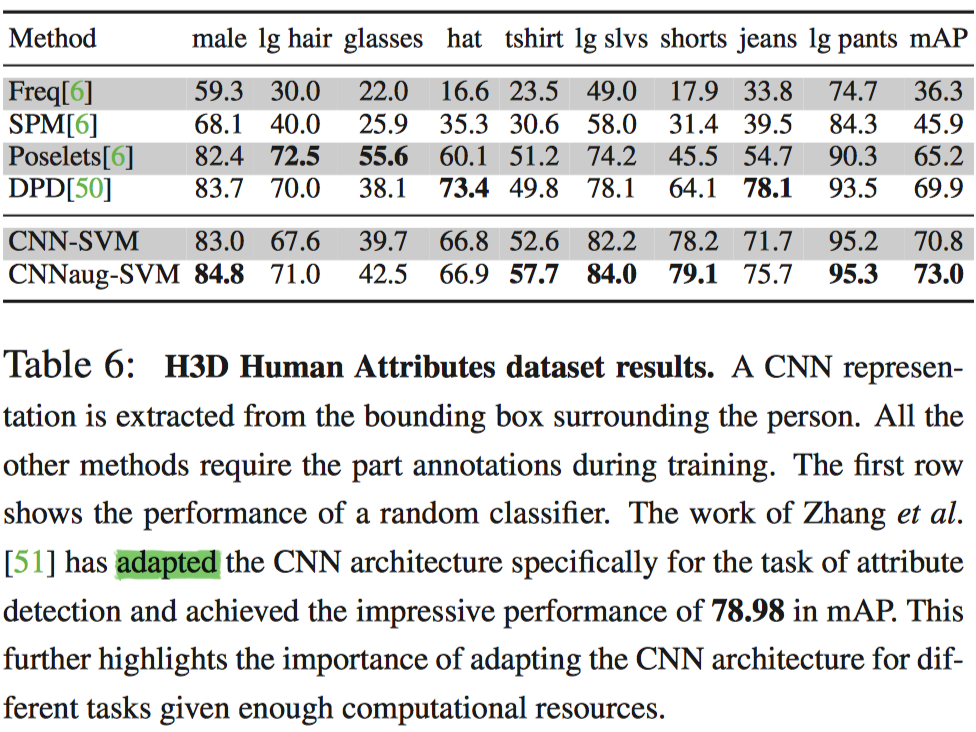 Method male lg hair glasses hat tshirt lg slvs shorts jeans lg pants mAP
Freq[6] 59.3 30.0 22.0 16.6 23.5 49.0 17.9 33.8 74.7 36.3
SPM[6] 68.1 40.0 25.9 35.3 30.6 58.0 31.4 39.5 84.3 45.9
Poselets[6] 82.4 72.5 55.6 60.1 51.2 74.2 45.5 54.7 90.3 65.2
DPD[50] 83.7 70.0 38.1 73.4 49.8 78.1 64.1 78.1 93.5 69.9
CNN-SVM 83.0 67.6 39.7 66.8 52.6 82.2 78.2 71.7 95.2 70.8
CNNaug-SVM 84.8 71.0 42.5 66.9 57.7 84.0 79.1 75.7 95.3 73.0
Table 6: H3D Human Attributes dataset results. A CNN represen-
tation is extracted from the bounding box surrounding the person. All the
other methods require the part annotations during training. The first row
shows the performance of a random classifier. The work of Zhang et al.
[51] has adapted the CNN architecture specifically for the task of attribute
detection and achieved the impressive performance of 78.98 in mAP. This
further highlights the importance of adapting the CNN architecture for dif-
ferent tasks given enough computational resources.